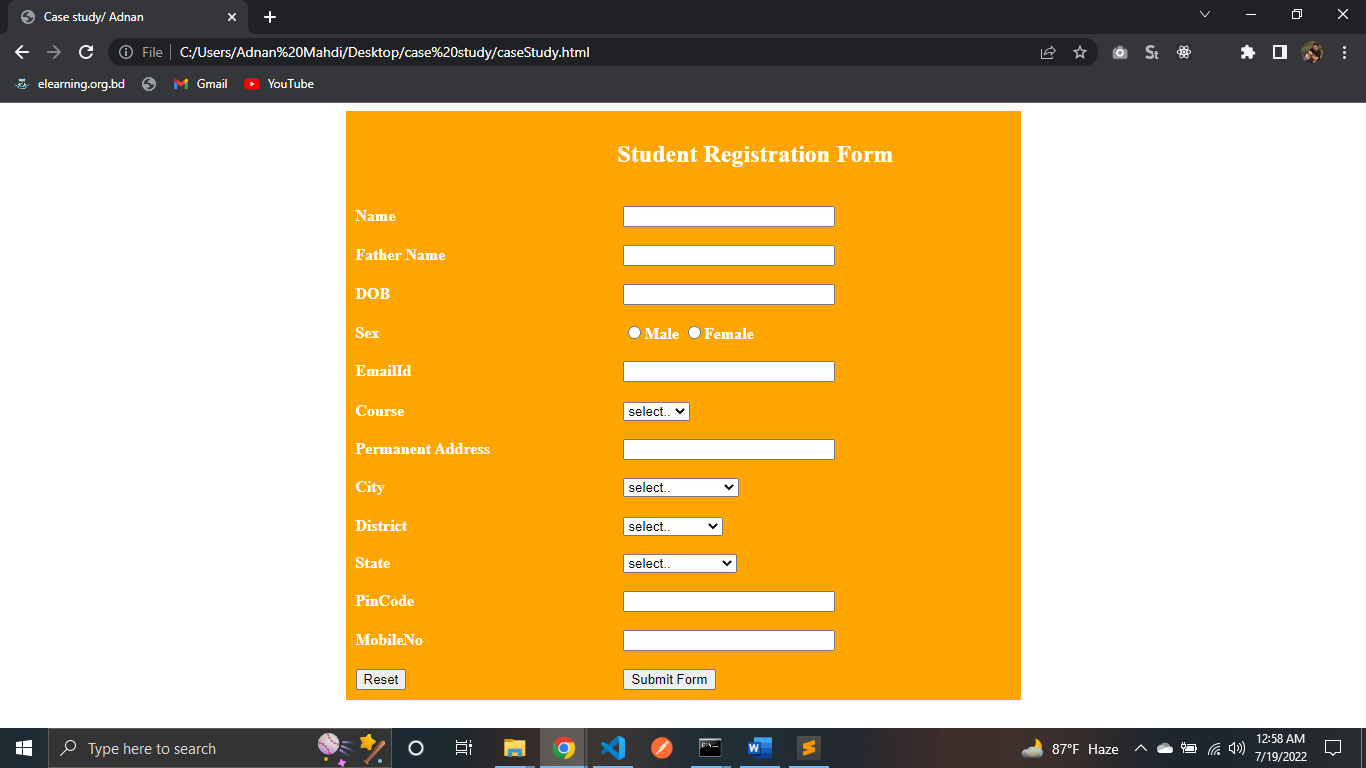 Case study/ Adnan
File C:/Users/Adnan%20Mahdi/Desktop/case%20study/caseStudy.html
elearning.org.bd Gmail YouTube
Student Registration Form
Name
Father Name
DOB
Sex Male Female
EmailId
Course select..
Permanent Address
City select..
District select..
State select..
PinCode
MobileNo
Reset Submit Form
Type here to search 87°F Haze 12:58 AM
7/19/2022